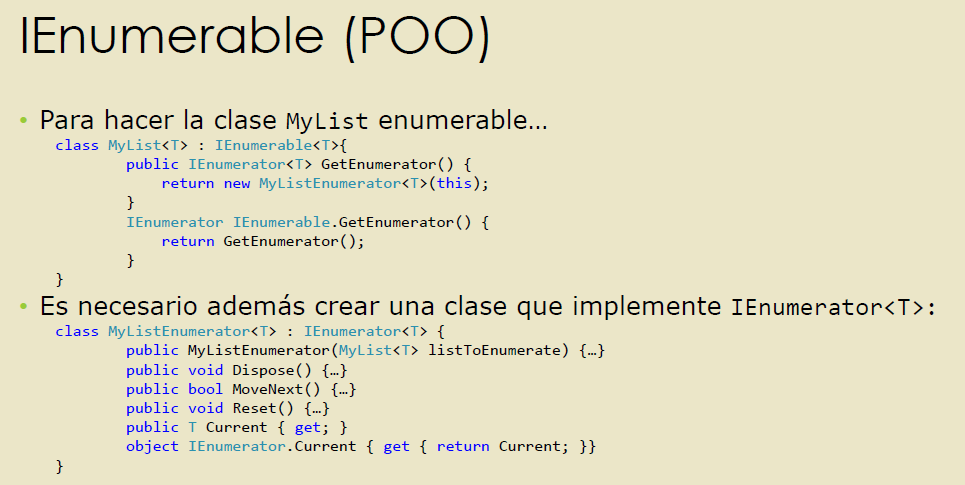 IEnumerable (POO)
• Para hacer la clase MyList enumerable…
class MyList<T> : IEnumerable<T>{
public IEnumerator<T> GetEnumerator() {
return new MyListEnumerator<T>(this);
}
IEnumerator IEnumerable.GetEnumerator() {
return GetEnumerator();
}
}
• Es necesario además crear una clase que implemente IEnumerator<T>:
class MyListEnumerator<T> : IEnumerator<T> {
public MyListEnumerator(MyList<T> listToEnumerate) {…}
public void Dispose() {…}
public bool MoveNext() {…}
public void Reset() {…}
public T Current { get; }
object IEnumerator.Current { get { return Current; }}
}